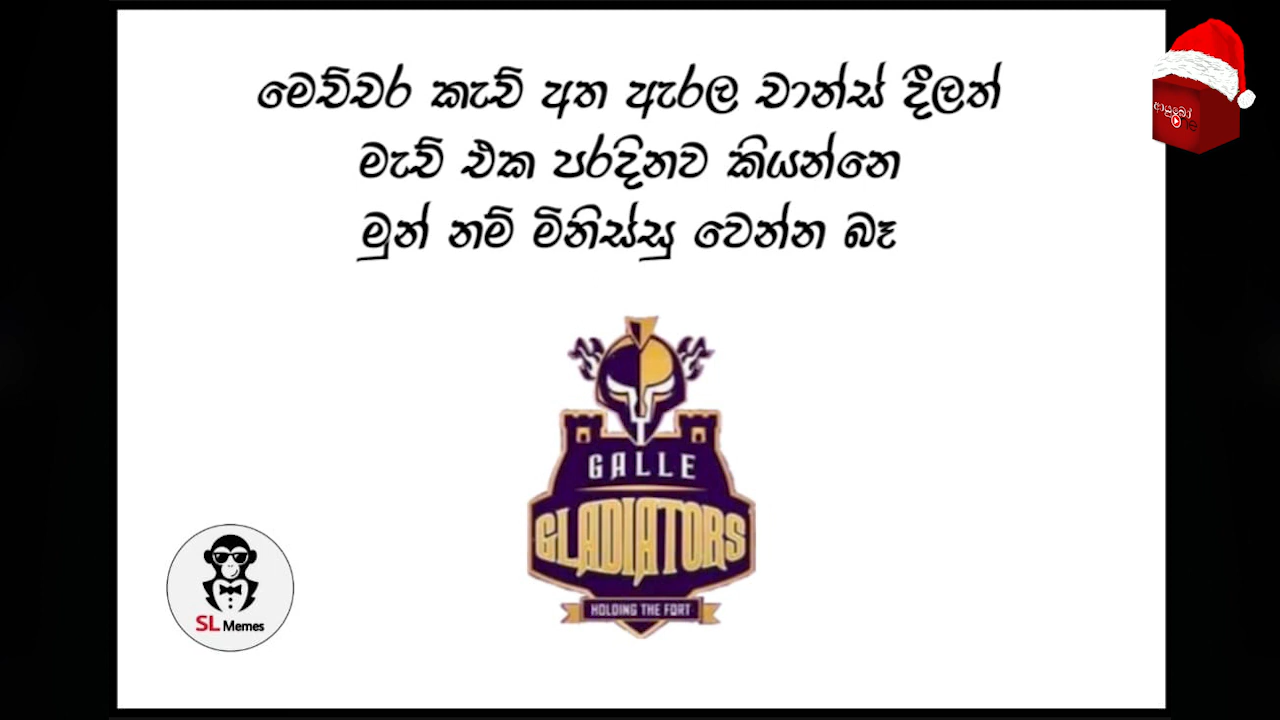 මෙච්චර කැච් අත ඇරල චාන්ස් දීලත්
මැච් එක පරදිනව කියන්නෙ
මුන් නම් මිනිස්සු වෙන්න බෑ
GALLE
GLADIATORS
HOLDING THE FORT
SL Memes